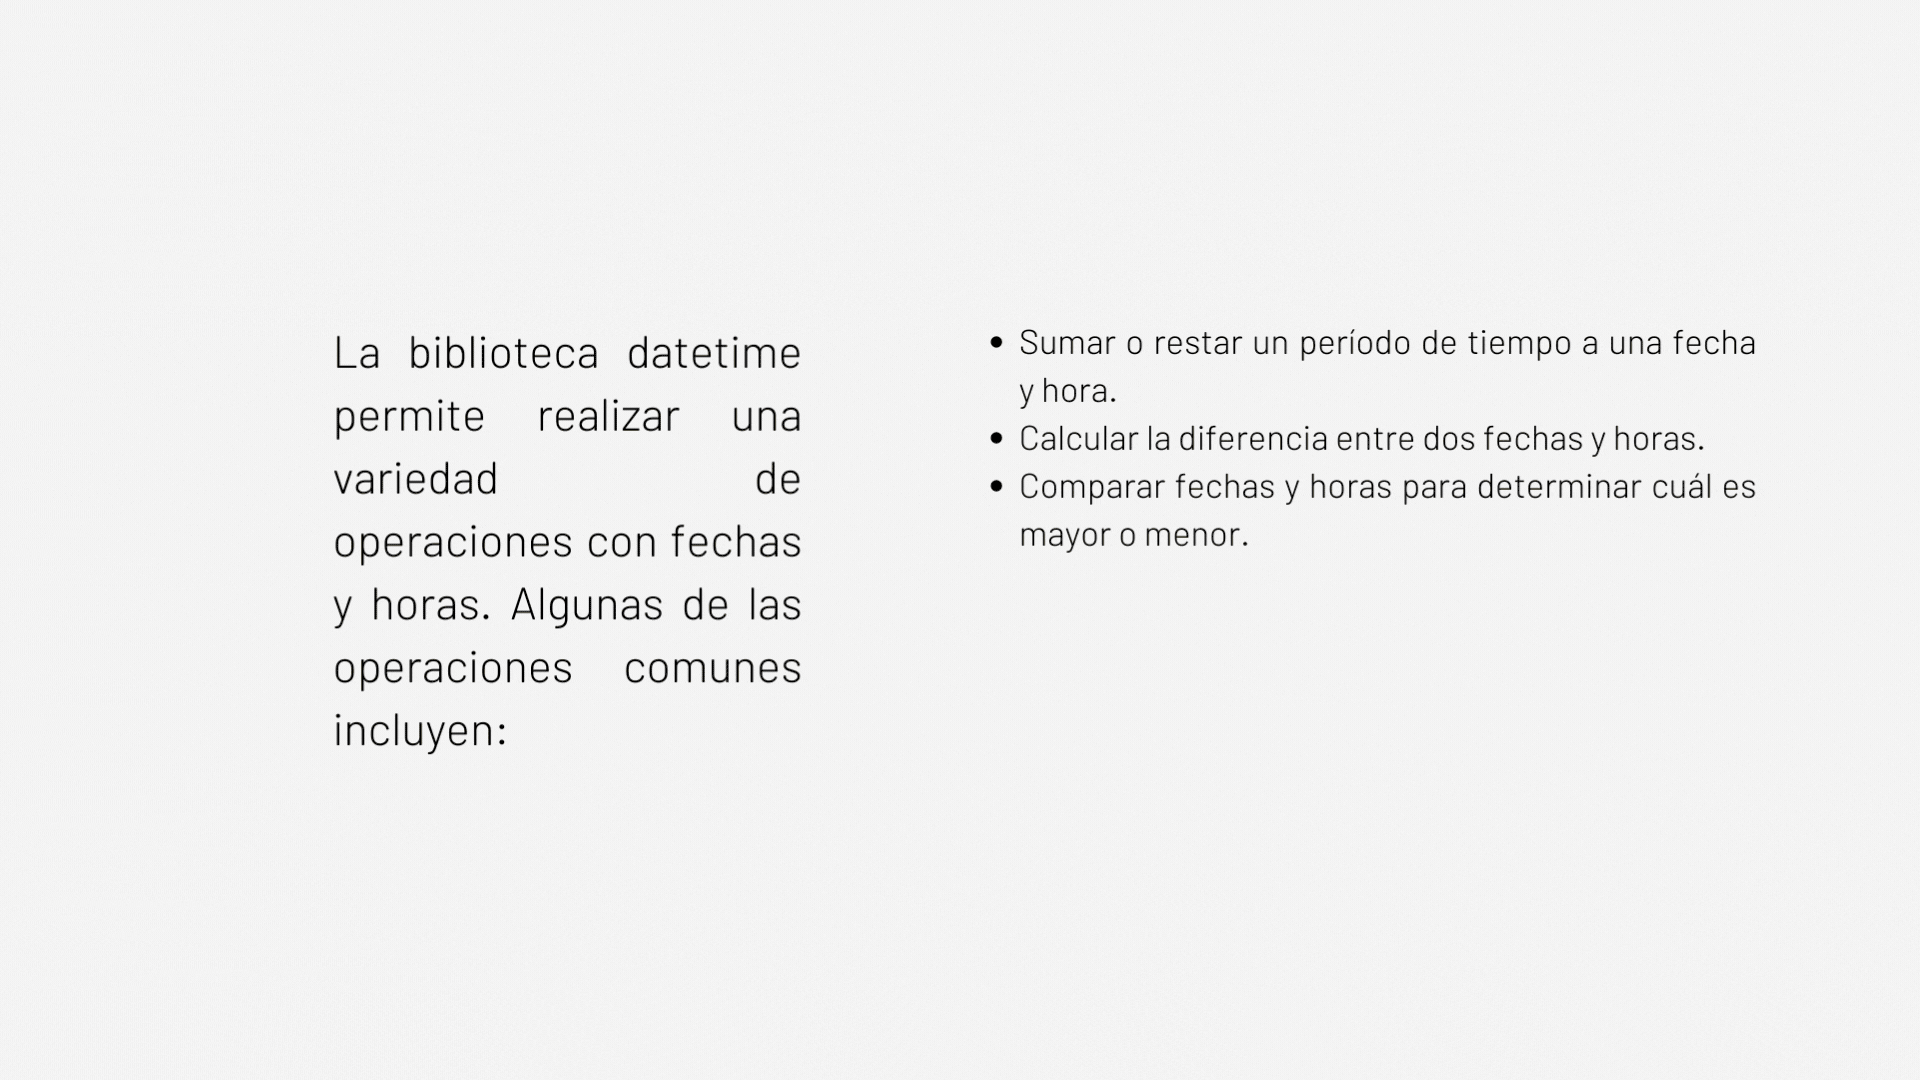 La biblioteca datetime
permite realizar una
variedad de
operaciones con fechas
y horas. Algunas de las
operaciones comunes
incluyen:
• Sumar o restar un período de tiempo a una fecha
y hora.
• Calcular la diferencia entre dos fechas y horas.
• Comparar fechas y horas para determinar cuál es
mayor o menor.